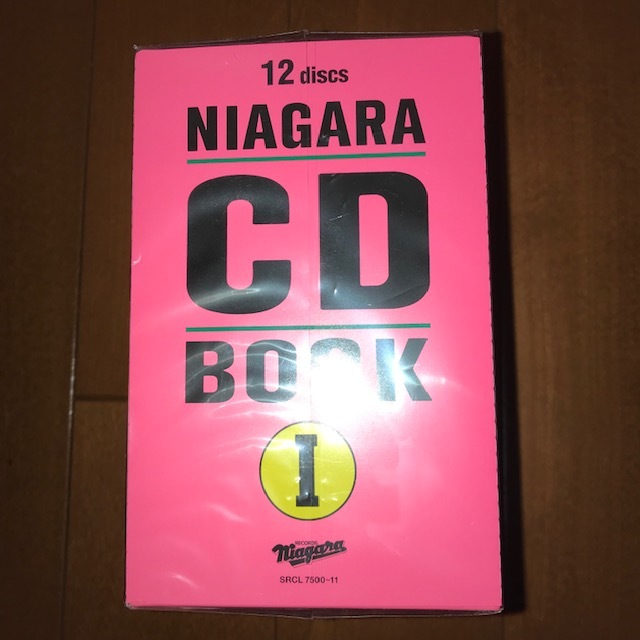 12 discs
NIAGARA
CD
BOOK
I
RECORDS
Niagara
SRCL 7500-11